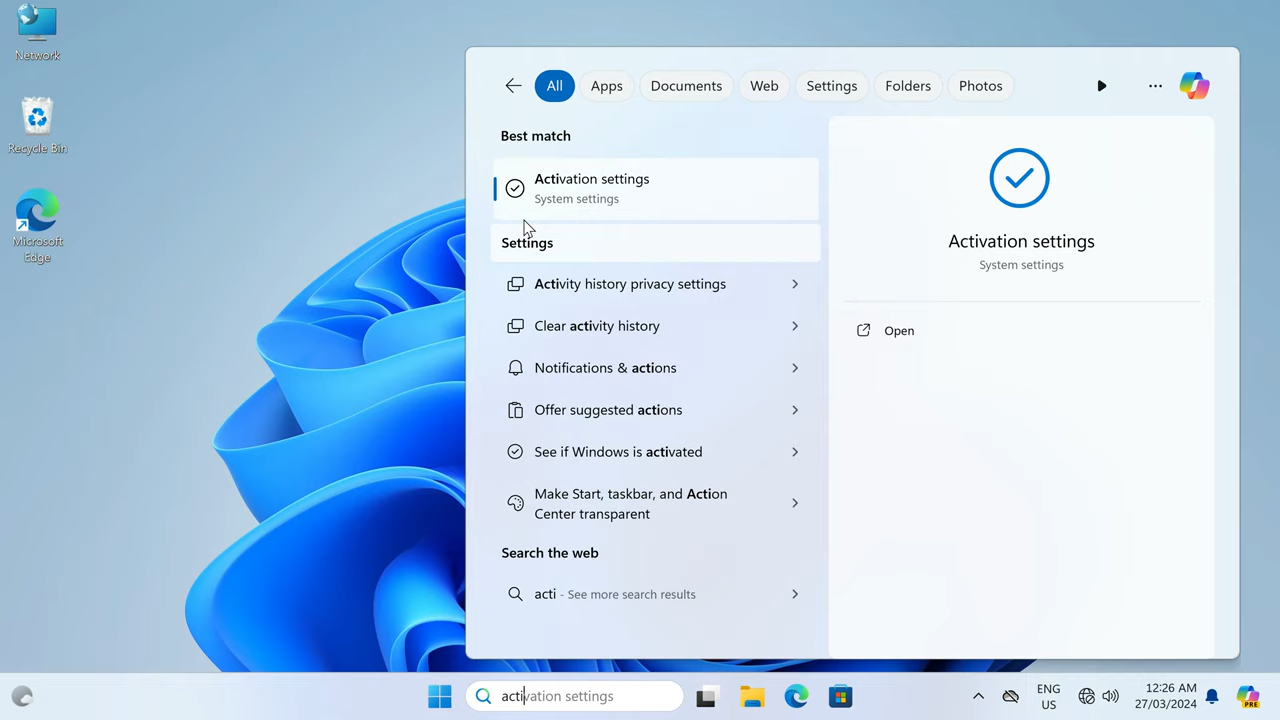 Network
Recycle Bin
Microsoft
Edge
All
Apps
Documents
Web
Settings
Folders
Photos
Best match
Activation settings
System settings
Settings
Activity history privacy settings
Clear activity history
Notifications & actions
Offer suggested actions
See if Windows is activated
Make Start, taskbar, and Action
Center transparent
Search the web
acti - See more search results
Activation settings
System settings
Open
activation settings
ENG
US
12:26 AM
27/03/2024
PRE